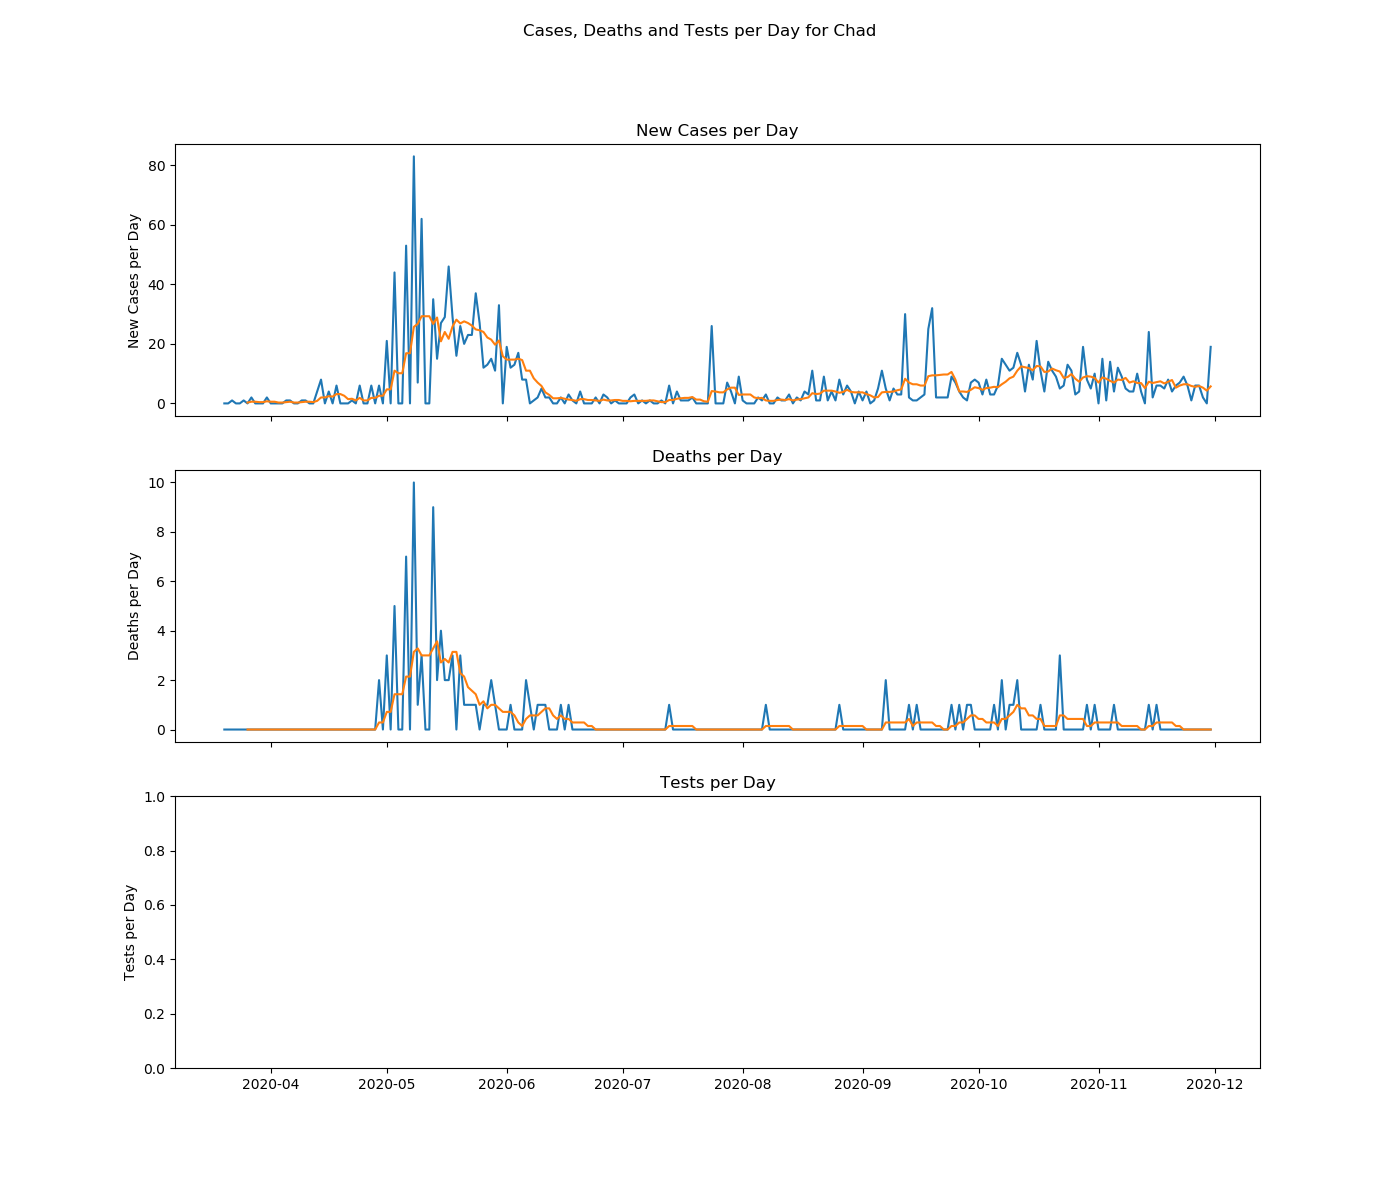 Cases, Deaths and Tests per Day for Chad
New Cases per Day
New Cases per Day
80
60
40
20
0
Deaths per Day
Deaths per Day
10
8
6
4
2
0
Tests per Day
Tests per Day
1.0
0.8
0.6
0.4
0.2
0.0
2020-04 2020-05 2020-06 2020-07 2020-08 2020-09 2020-10 2020-11 2020-12